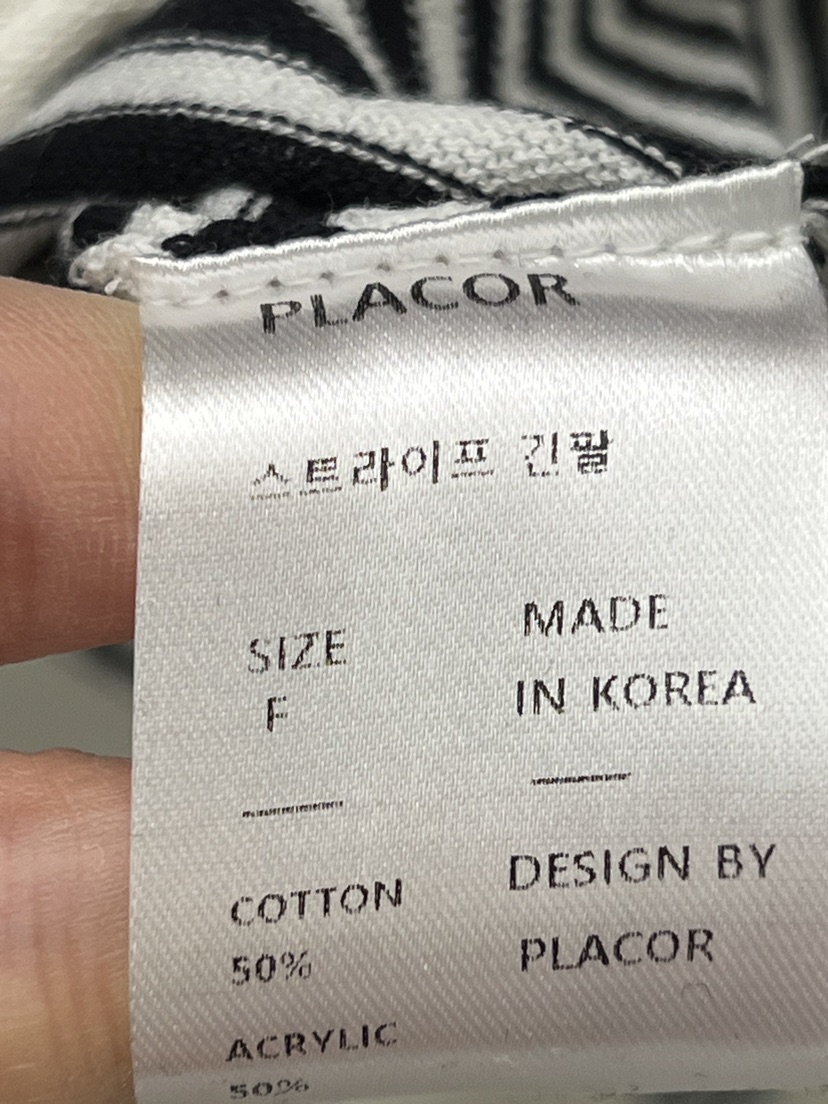 PLACOR
스트라이프 긴팔
SIZE
F
COTTON
50%
ACRYLIC
50%
MADE
IN KOREA
DESIGN BY
PLACOR